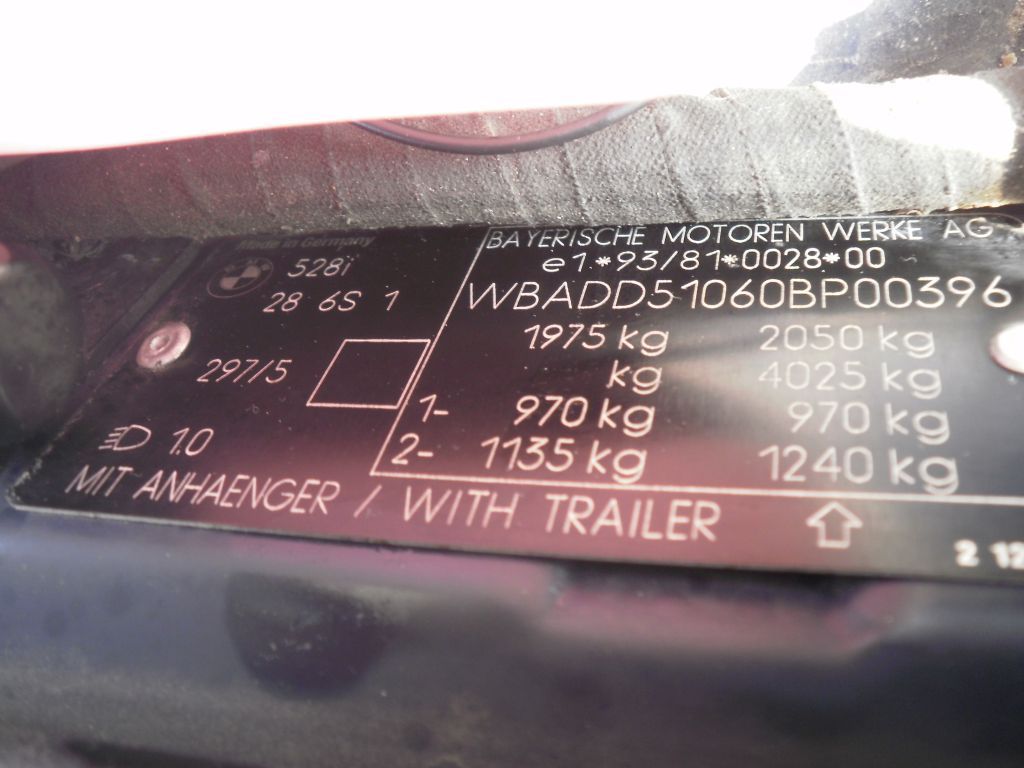 Made in Germany
528i
28 6S 1
297/5
1.0
BAYERISCHE MOTOREN WERKE AG
e1*93/81*0028*00
WBADD51060BP00396
1975 kg 2050 kg
kg 4025 kg
1- 970 kg 970 kg
2- 1135 kg 1240 kg
MIT ANHAENGER / WITH TRAILER
2 12